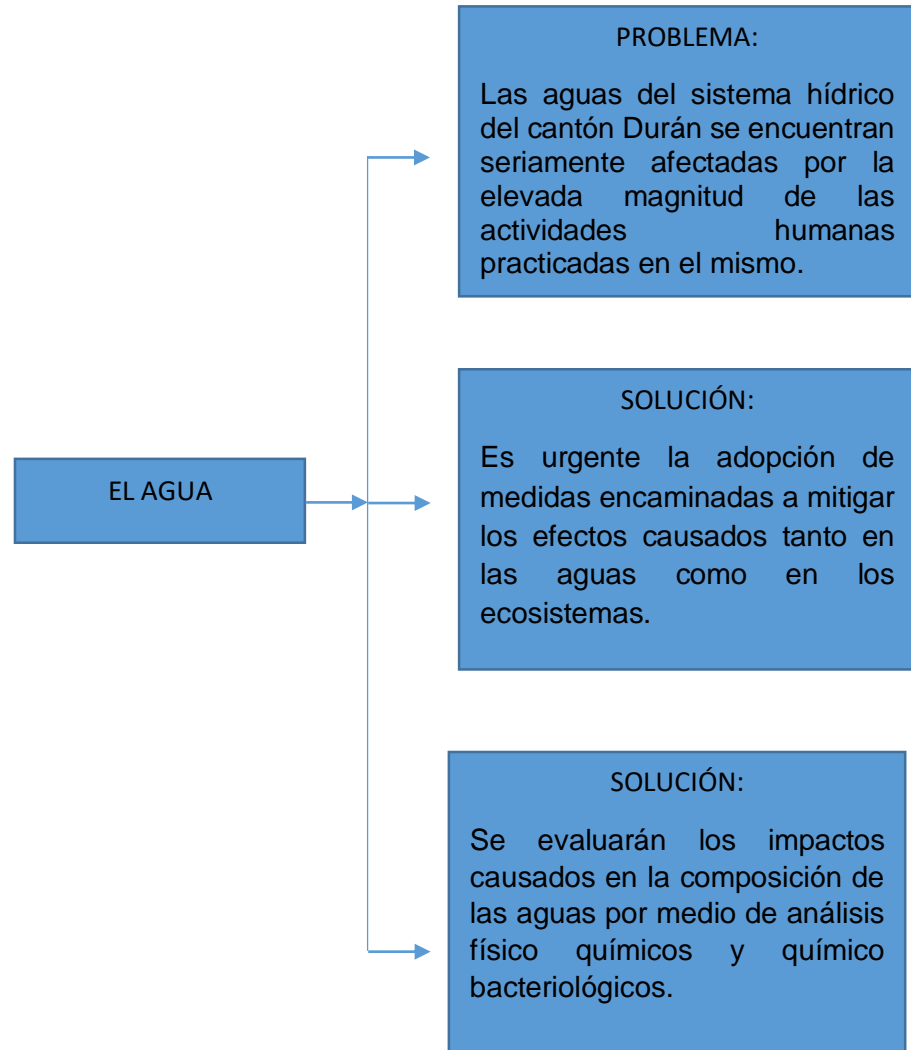 PROBLEMA:
Las aguas del sistema hídrico
del cantón Durán se encuentran
seriamente afectadas por la
elevada magnitud de las
actividades humanas
practicadas en el mismo.
EL AGUA
SOLUCIÓN:
Es urgente la adopción de
medidas encaminadas a mitigar
los efectos causados tanto en
las aguas como en los
ecosistemas.
SOLUCIÓN:
Se evaluarán los impactos
causados en la composición de
las aguas por medio de análisis
físico químicos y químico
bacteriológicos.